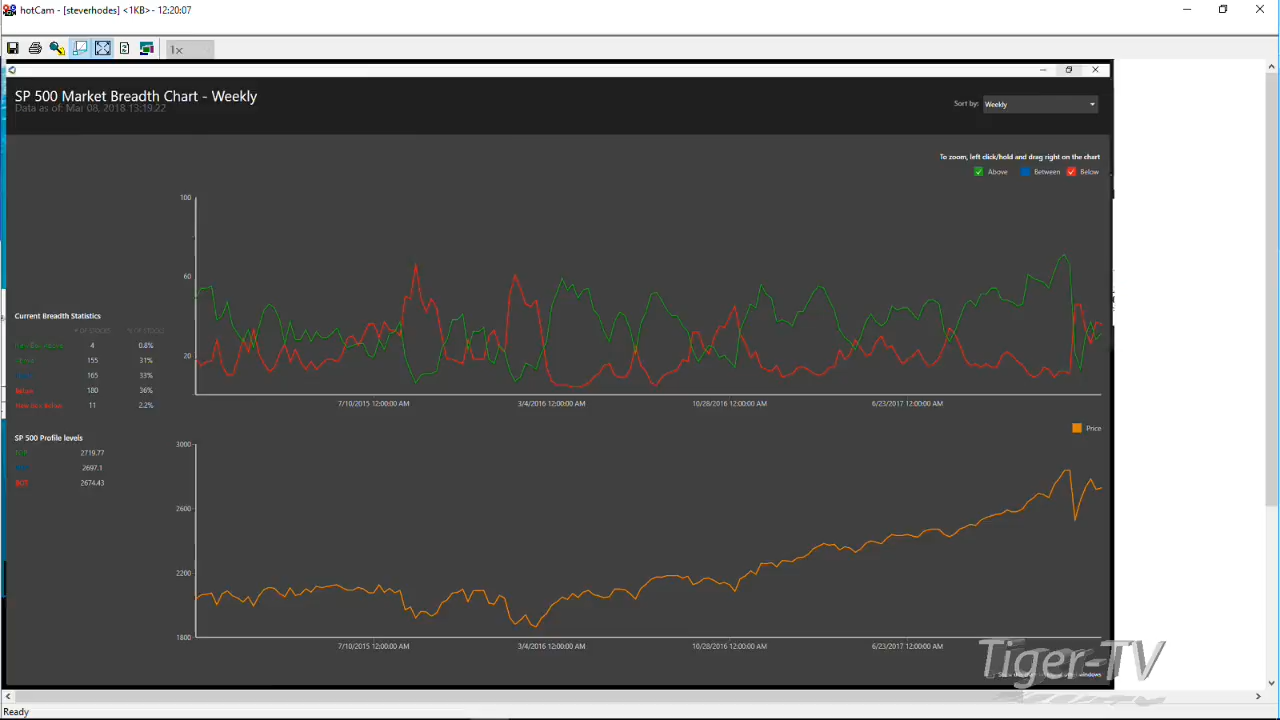 hotCam - [steverhodes] <1KB> - 12:20:07
1x
SP 500 Market Breadth Chart - Weekly
Data as of: Mar 08, 2018 13:19:22
Sort by: Weekly
To zoom, left click/hold and drag right on the chart
Above Between Below
100
60
20
7/10/2015 12:00:00 AM 3/4/2016 12:00:00 AM 10/28/2016 12:00:00 AM 6/23/2017 12:00:00 AM
Current Breadth Statistics
# OF STOCKS % OF STOCKS
4 0.8%
155 31%
165 33%
Below 180 36%
11 2.2%
SP 500 Profile levels
2719.77
2697.1
BOT 2674.43
Price
3000
2600
2200
1800
7/10/2015 12:00:00 AM 3/4/2016 12:00:00 AM 10/28/2016 12:00:00 AM 6/23/2017 12:00:00 AM
Tiger-TV
windows
Ready